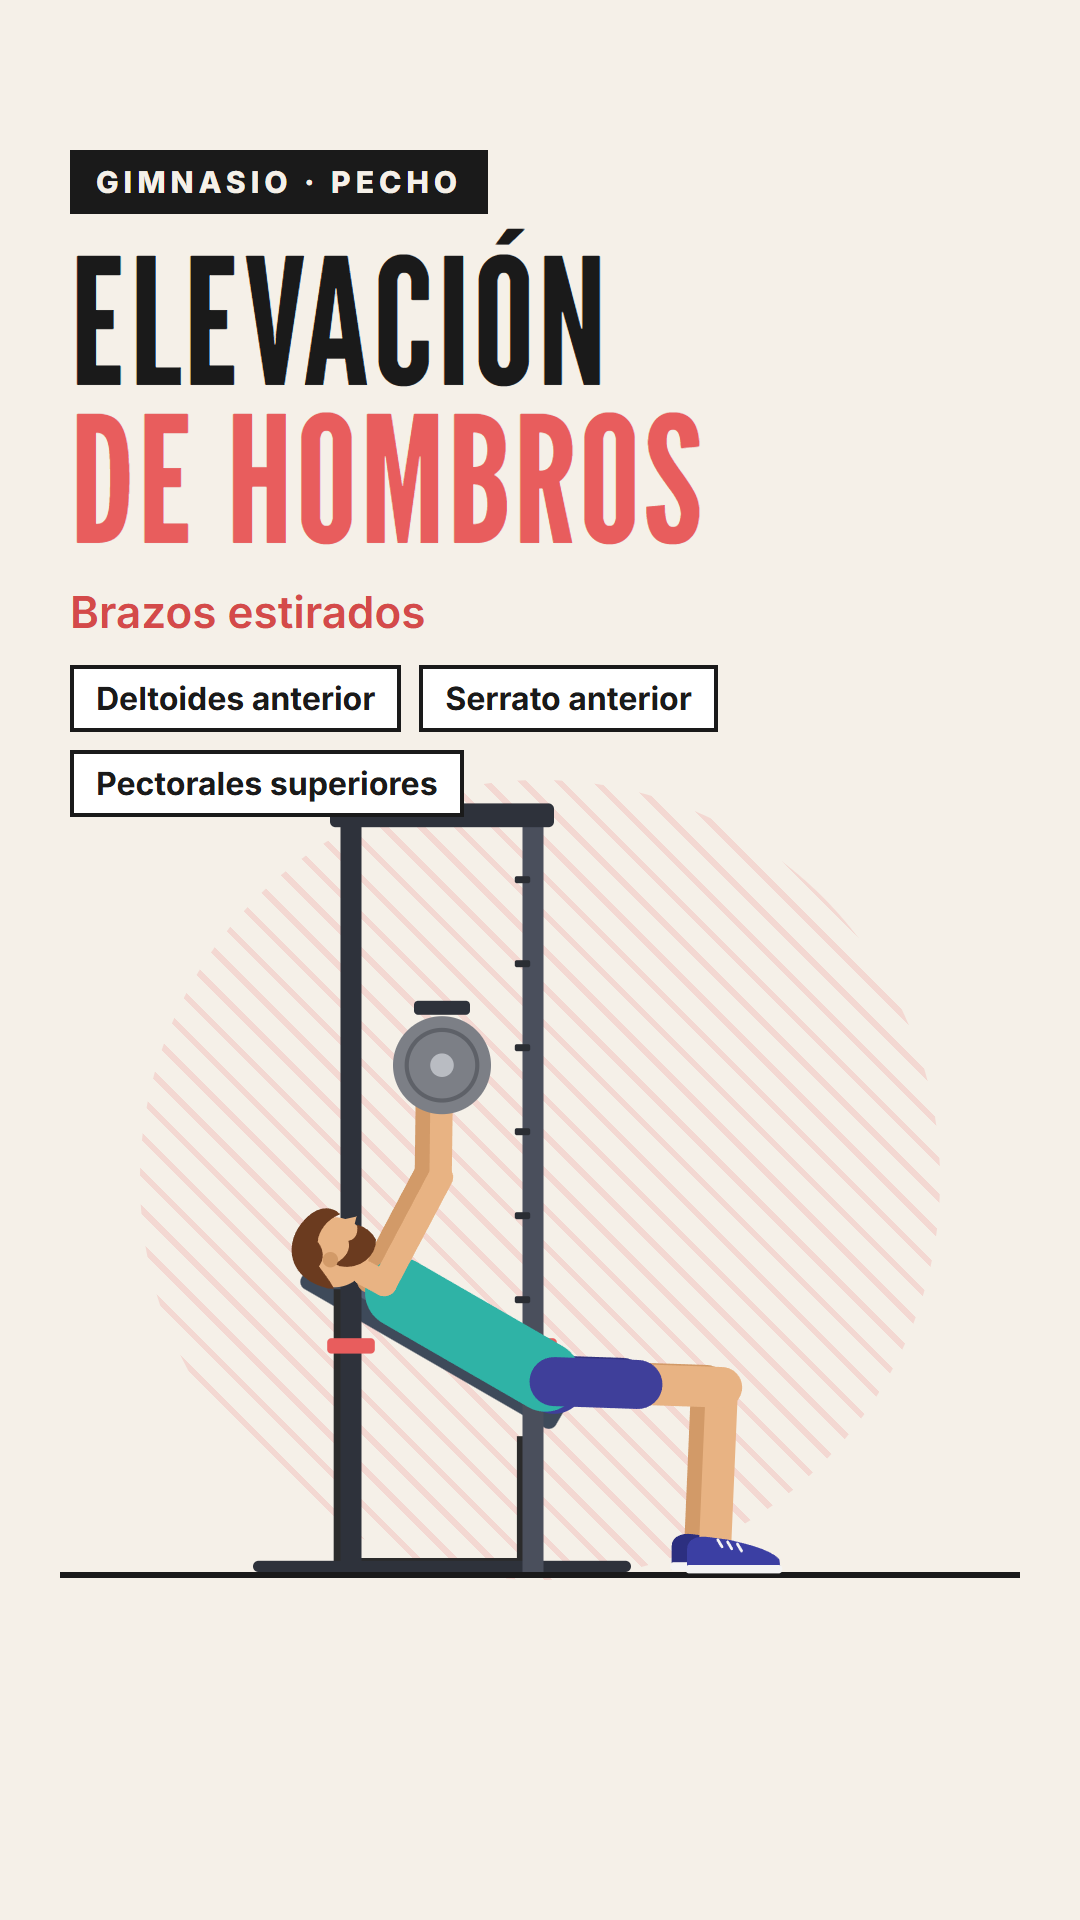 GIMNASIO · PECHO
ELEVACIÓN
DE HOMBROS
Brazos estirados
Deltoides anterior
Serrato anterior
Pectorales superiores